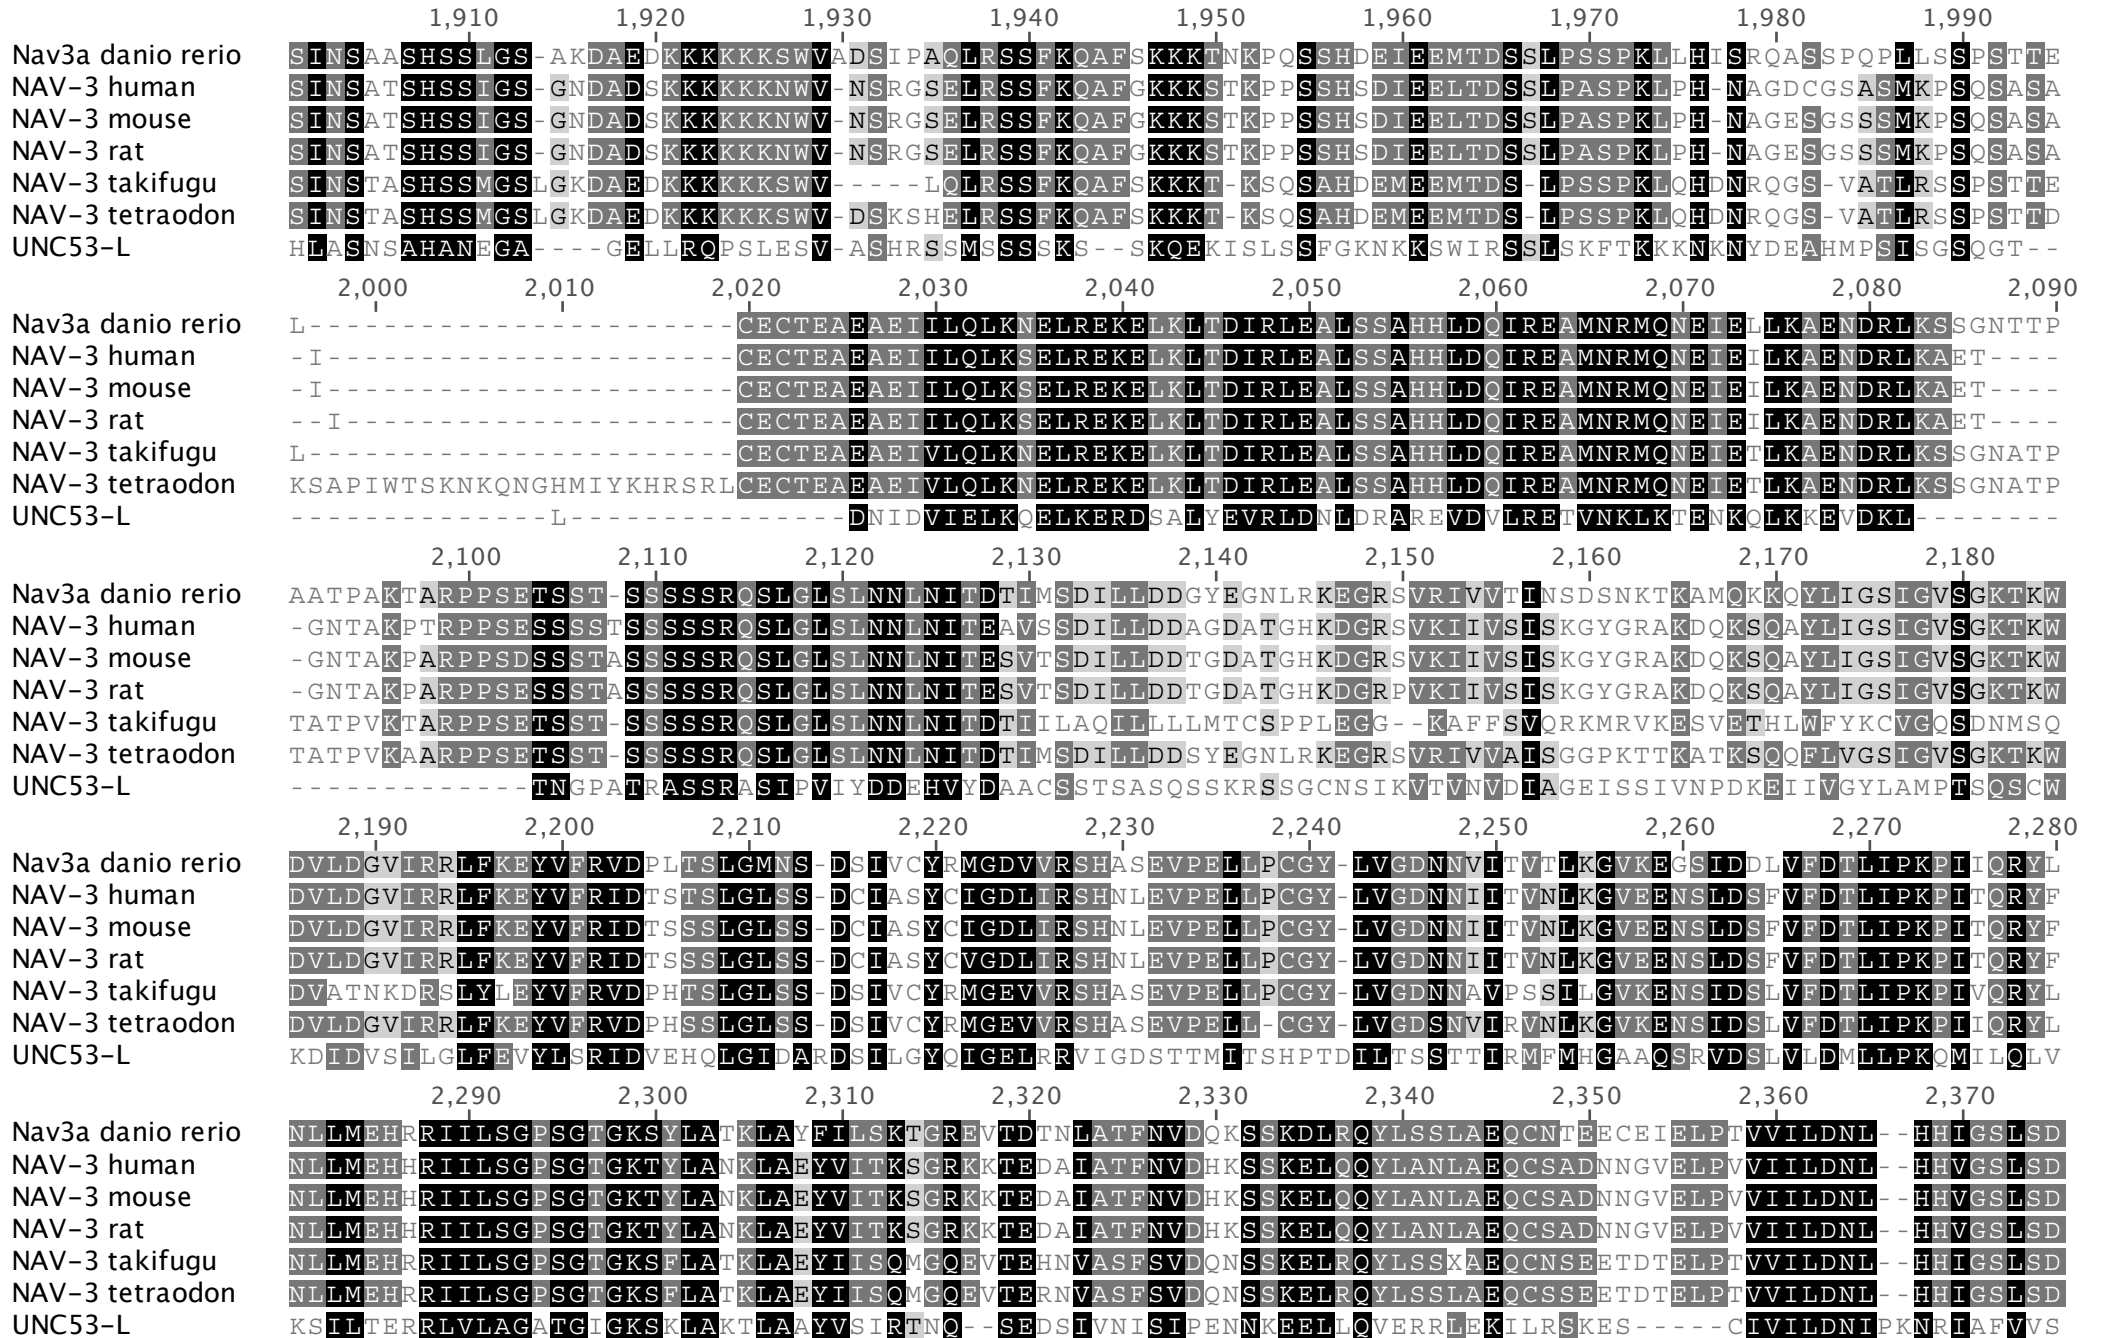 1,910 1,920 1,930 1,940 1,950 1,960 1,970 1,980 1,990
Nav3a danio rerio SINSAASHSSLGS-AKDAEDKKKKKKSWVADSIPAQLRSSFKQAFSKKKTNKPQSSHDEIEEMTDSSLPSSPKLLHISRQASSPQPLLSSPSTTE
NAV-3 human SINSATSHSSIGS-GNDADSKKKKKKNWV-NSRGSELRSSFKQAFGKKKSTKPPSSHSDIEELTDSSLPASPKLPH-NAGDCGSASMKPSQSASA
NAV-3 mouse SINSATSHSSIGS-GNDADSKKKKKKNWV-NSRGSELRSSFKQAFGKKKSTKPPSSHSDIEELTDSSLPASPKLPH-NAGESGSSSMKPSQSASA
NAV-3 rat SINSATSHSSIGS-GNDADSKKKKKKNWV-NSRGSELRSSFKQAFGKKKSTKPPSSHSDIEELTDSSLPASPKLPH-NAGESGSSSMKPSQSASA
NAV-3 takifugu SINSTASHSSMGSLGKDAEDKKKKKKSWV-----LQLRSSFKQAFSKKKT-KSQSAHDEMEEMTDS-LPSSPKLQHDNRQGS-VATLRSSPSTTE
NAV-3 tetraodon SINSTASHSSMGSLGKDAEDKKKKKKSWV-DSKSHELRSSFKQAFSKKKT-KSQSAHDEMEEMTDS-LPSSPKLQHDNRQGS-VATLRSSPSTTD
UNC53-L HLASNSAHANEGA----GELLRQPSLESV-ASHRSSMSSSSKS--SKQEKISLSSFGKNKKSWIRSSLSKFTKKKNKNYDEAHMPSISGSQGT--
2,000 2,010 2,020 2,030 2,040 2,050 2,060 2,070 2,080 2,090
Nav3a danio rerio L-----------------------CECTEAEAEIILQLKNELREKELKLTDIRLEALSSAHHLDQIREAMNRMQNEIELLKAENDRLKSSGNTTP
NAV-3 human -I----------------------CECTEAEAEIILQLKSELREKELKLTDIRLEALSSAHHLDQIREAMNRMQNEIEILKAENDRLKAET----
NAV-3 mouse -I----------------------CECTEAEAEIILQLKSELREKELKLTDIRLEALSSAHHLDQIREAMNRMQNEIEILKAENDRLKAET----
NAV-3 rat --I---------------------CECTEAEAEIILQLKSELREKELKLTDIRLEALSSAHHLDQIREAMNRMQNEIEILKAENDRLKAET----
NAV-3 takifugu L-----------------------CECTEAEAEIVLQLKNELREKELKLTDIRLEALSSAHHLDQIREAMNRMQNEIETLKAENDRLKSSGNATP
NAV-3 tetraodon KSAPIWTSKNKQNGHMIYKHRSRLCECTEAEAEIVLQLKNELREKELKLTDIRLEALSSAHHLDQIREAMNRMQNEIETLKAENDRLKSSGNATP
UNC53-L --------------L---------------DNIDVIELKQELKERDSALYEVRLDNLDRAREVDVLRETVNKLKTENKQLKKEVDKL--------
2,100 2,110 2,120 2,130 2,140 2,150 2,160 2,170 2,180
Nav3a danio rerio AATPAKTARPPSETSST-SSSSSRQSLGLSLNNLNITDTIMSDILLDDGYEGNLRKEGRSVRIVVTINSDSNKTKAMQKKQYLIGSIGVSGKTKW
NAV-3 human -GNTAKPTRPPSESSSSTSSSSSRQSLGLSLNNLNITEAVSSDILLDDAGDATGHKDGRSVKIIVSISKGYGRAKDQKSQAYLIGSIGVSGKTKW
NAV-3 mouse -GNTAKPARPPSDSSSTASSSSSRQSLGLSLNNLNITESVTSDILLDDTGDATGHKDGRSVKIIVSISKGYGRAKDQKSQAYLIGSIGVSGKTKW
NAV-3 rat -GNTAKPARPPSESSSTASSSSSRQSLGLSLNNLNITESVTSDILLDDTGDATGHKDGRPVKIIVSISKGYGRAKDQKSQAYLIGSIGVSGKTKW
NAV-3 takifugu TATPVKTARPPSETSST-SSSSSRQSLGLSLNNLNITDTIILAQILLLLMTCSPPLEGG--KAFFSVQRKMRVKESVETHLWFYKCVGQSDNMSQ
NAV-3 tetraodon TATPVKAARPPSETSST-SSSSSRQSLGLSLNNLNITDTIMSDILLDDSYEGNLRKEGRSVRIVVAISGGPKTTKATKSQQFLVGSIGVSGKTKW
UNC53-L -------------TNGPATRASSRASIPVIYDDEHVYDAACSSTSASQSSKRSSGCNSIKVTVNVDIAGEISSIVNPDKEIIVGYLAMPTSQSCW
2,190 2,200 2,210 2,220 2,230 2,240 2,250 2,260 2,270 2,280
Nav3a danio rerio DVLDGVIRRLFKEYVFRVDPLTSLGMNS-DSIVCYRMGDVVRSHASEVPELLPCGY-LVGDNNVITVTLKGVKEGSIDDLVFDTLIPKPIIQRYL
NAV-3 human DVLDGVIRRLFKEYVFRIDTSTSLGLSS-DCIASYCIGDLIRSHNLEVPELLPCGY-LVGDNNIITVNLKGVEENSLDSFVFDTLIPKPITQRYF
NAV-3 mouse DVLDGVIRRLFKEYVFRIDTSSSLGLSS-DCIASYCIGDLIRSHNLEVPELLPCGY-LVGDNNIITVNLKGVEENSLDSFVFDTLIPKPITQRYF
NAV-3 rat DVLDGVIRRLFKEYVFRIDTSSSLGLSS-DCIASYCVGDLIRSHNLEVPELLPCGY-LVGDNNIITVNLKGVEENSLDSFVFDTLIPKPITQRYF
NAV-3 takifugu DVATNKDRSLYLEYVFRVDPHTSLGLSS-DSIVCYRMGEVVRSHASEVPELLPCGY-LVGDNNAVPSSILGVKENSIDSLVFDTLIPKPIVQRYL
NAV-3 tetraodon DVLDGVIRRLFKEYVFRVDPHSSLGLSS-DSIVCYRMGEVVRSHASEVPELL-CGY-LVGDSNVIRVNLKGVKENSIDSLVFDTLIPKPIIQRYL
UNC53-L KDIDVSILGLFEVYLSRIDVEHQLGIDARDSILGYQIGELRRVIGDSTTMITSHPTDILTSSTTIRMFMHGAAQSRVDSLVLDMLLPKQMILQLV
2,290 2,300 2,310 2,320 2,330 2,340 2,350 2,360 2,370
Nav3a danio rerio NLLMEHRRIILSGPSGTGKSYLATKLAYFILSKTGREVTDTNLATFNVDQKSSKDLRQYLSSLAEQCNTEECEIELPTVVILDNL--HHIGSLSD
NAV-3 human NLLMEHHRIILSGPSGTGKTYLANKLAEYVITKSGRKKTEDAIATFNVDHKSSKELQQYLANLAEQCSADNNGVELPVVIILDNL--HHVGSLSD
NAV-3 mouse NLLMEHHRIILSGPSGTGKTYLANKLAEYVITKSGRKKTEDAIATFNVDHKSSKELQQYLANLAEQCSADNNGVELPVVIILDNL--HHVGSLSD
NAV-3 rat NLLMEHHRIILSGPSGTGKTYLANKLAEYVITKSGRKKTEDAIATFNVDHKSSKELQQYLANLAEQCSADNNGVELPVVIILDNL--HHVGSLSD
NAV-3 takifugu NLLMEHRRIILSGPSGTGKSFLATKLAEYIISQMGQEVTEHNVASFSVDQNSSKELRQYLSSXAEQCNSEETDTELPTVVILDNL--HHIGSLSD
NAV-3 tetraodon NLLMEHRRIILSGPSGTGKSFLATKLAEYIISQMGQEVTERNVASFSVDQNSSKELRQYLSSLAEQCSSEETDTELPTVVILDNL--HHIGSLSD
UNC53-L KSILTERRLVLAGATGIGKSKLAKTLAAYVSIRTNQ--SEDSIVNISIPENNKEELLQVERRLEKILRSKES-----CIVILDNIPKNRIAFVVS